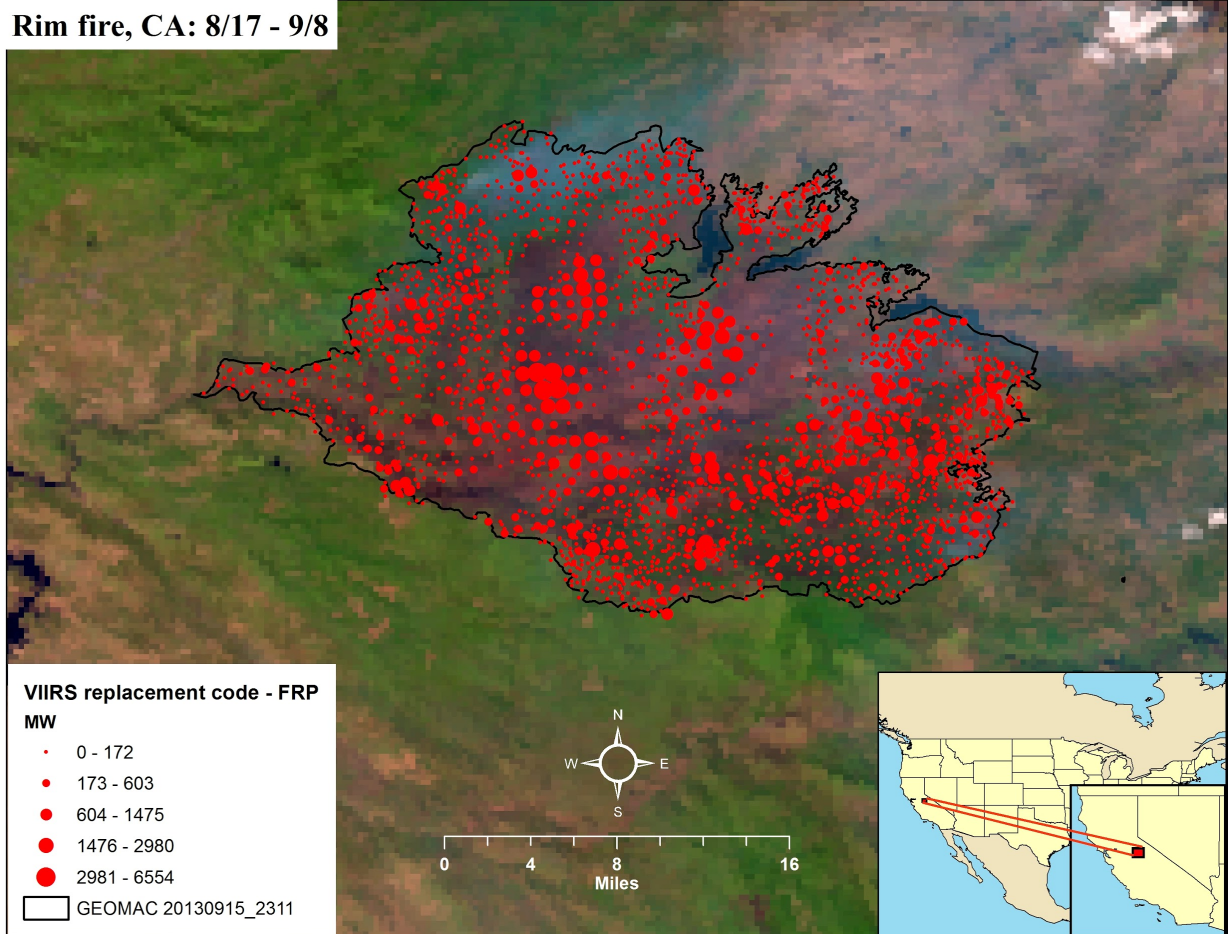 Rim fire, CA: 8/17 - 9/8
VIIRS replacement code - FRP
MW
0 - 172
173 - 603
604 - 1475
1476 - 2980
2981 - 6554
GEOMAC 20130915_2311
N
W E
S
0 4 8 16
Miles